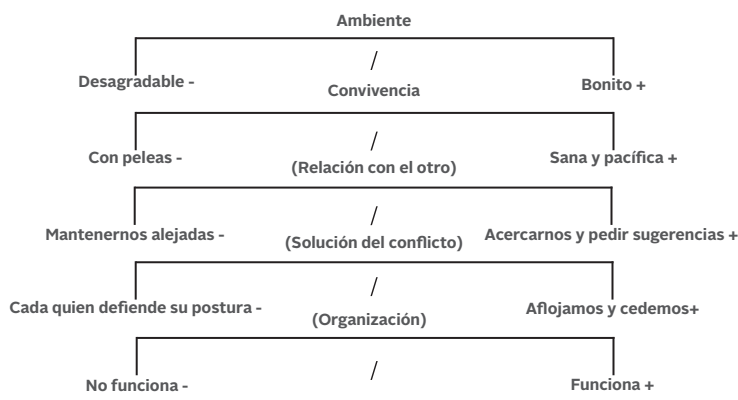 Ambiente
/
Desagradable -
Convivencia
Bonito +
/
Con peleas -
(Relación con el otro)
Sana y pacífica +
/
Mantenernos alejadas -
(Solución del conflicto)
Acercarnos y pedir sugerencias +
/
Cada quien defiende su postura -
(Organización)
Aflojamos y cedemos+
/
No funciona -
Funciona +